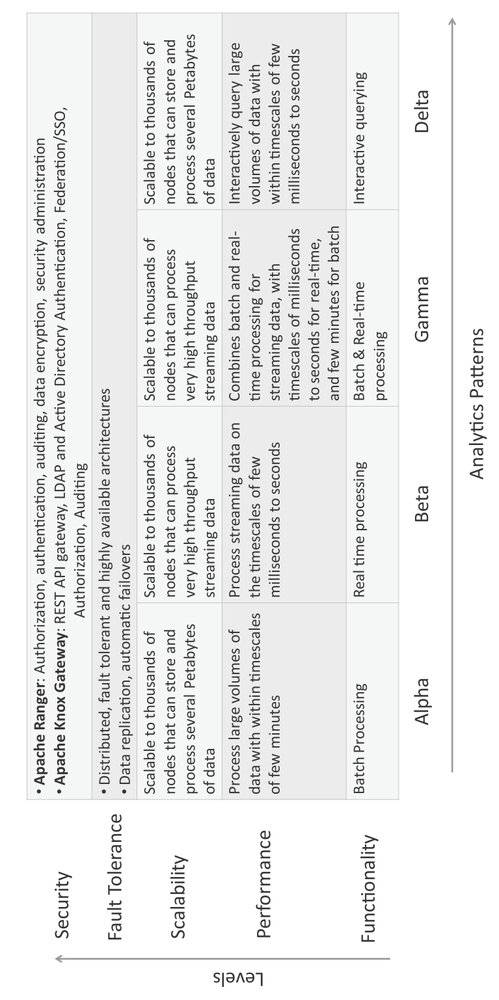 Levels
Security
• Apache Ranger: Authorization, authentication, auditing, data encryption, security administration
• Apache Knox Gateway: REST API gateway, LDAP and Active Directory Authentication, Federation/SSO,
Authorization, Auditing
Fault Tolerance
• Distributed, fault tolerant and highly available architectures
• Data replication, automatic failovers
Scalability
Scalable to thousands of
nodes that can store and
process several Petabytes
of data
Scalable to thousands of
nodes that can process
very high throughput
streaming data
Scalable to thousands of
nodes that can process
very high throughput
streaming data
Scalable to thousands of
nodes that can store and
process several Petabytes
of data
Performance
Process large volumes of
data with within timescales
of few minutes
Process streaming data on
the timescales of few
milliseconds to seconds
Combines batch and real-
time processing for
streaming data, with
timescales of milliseconds
to seconds for real-time,
and few minutes for batch
Interactively query large
volumes of data with
within timescales of few
milliseconds to seconds
Functionality
Batch Processing
Real time processing
Batch & Real-time
processing
Interactive querying
Alpha
Beta
Gamma
Delta
Analytics Patterns